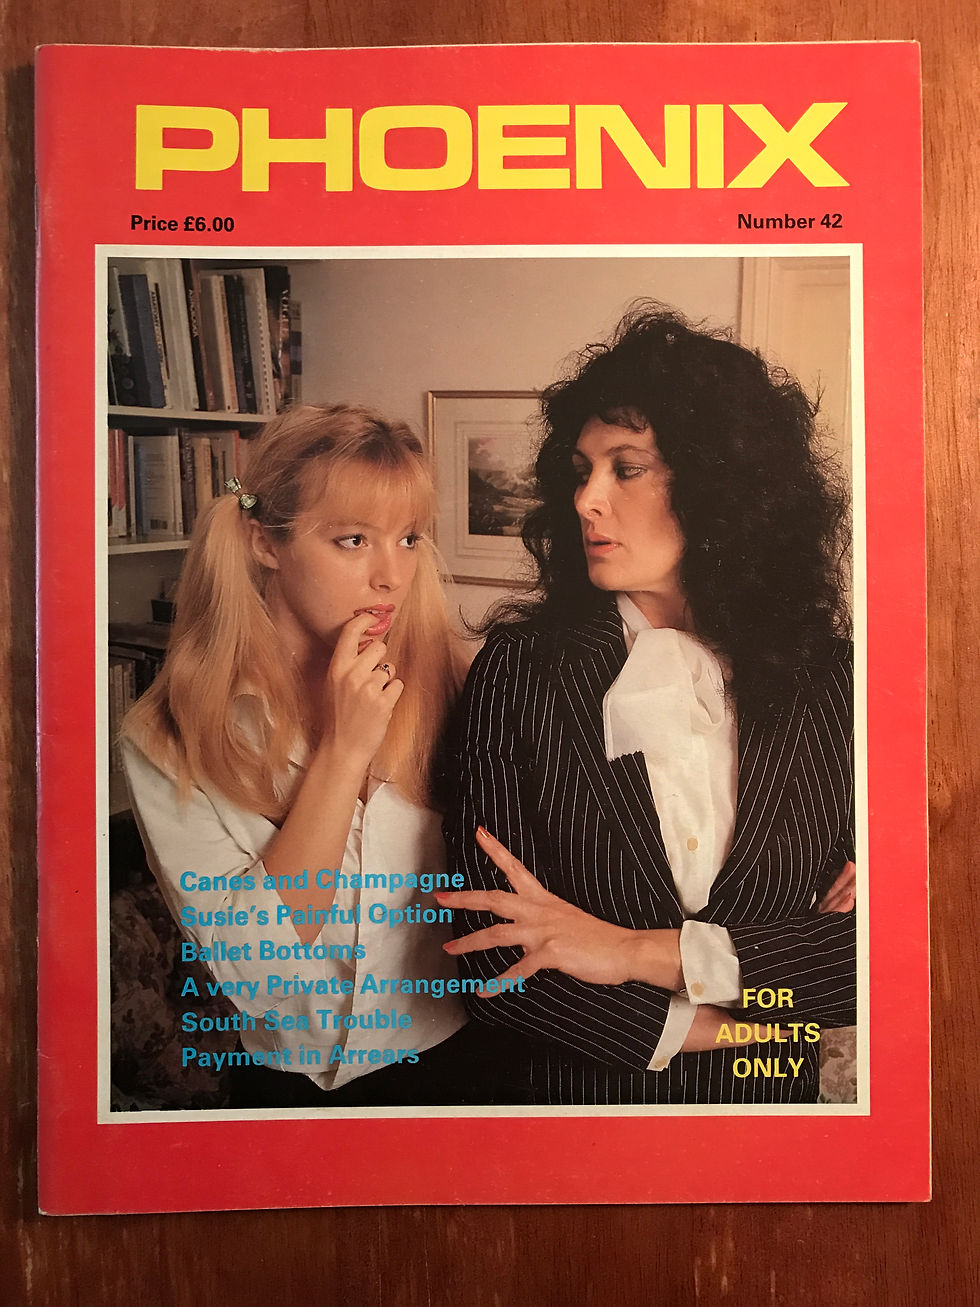 PHOENIX
Price £6.00
Number 42
VOGUE
Canes and Champagne
Susie's Painful Option
Ballet Bottoms
A very Private Arrangement
South Sea Trouble
Payment in Arrears
FOR
ADULTS
ONLY